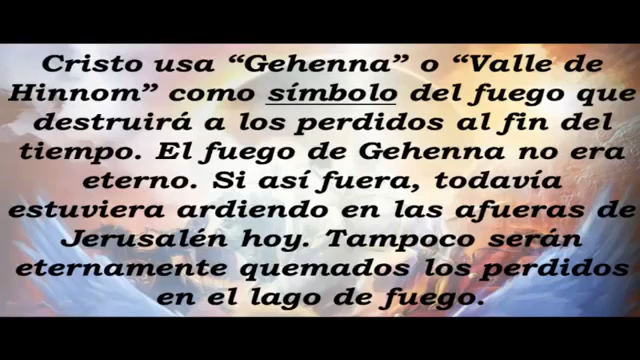 Cristo usa “Gehenna” o “Valle de
Hinnom” como símbolo del fuego que
destruirá a los perdidos al fin del
tiempo. El fuego de Gehenna no era
eterno. Si así fuera, todavía
estuviera ardiendo en las afueras de
Jerusalén hoy. Tampoco serán
eternamente quemados los perdidos
en el lago de fuego.